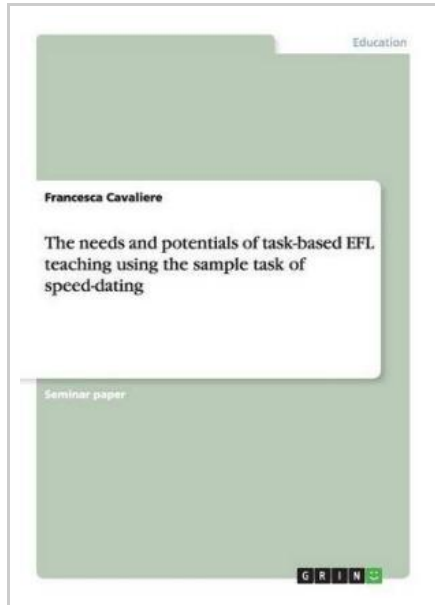 Education
Francesca Cavaliere
The needs and potentials of task-based EFL
teaching using the sample task of
speed-dating
Seminar paper
GRIN